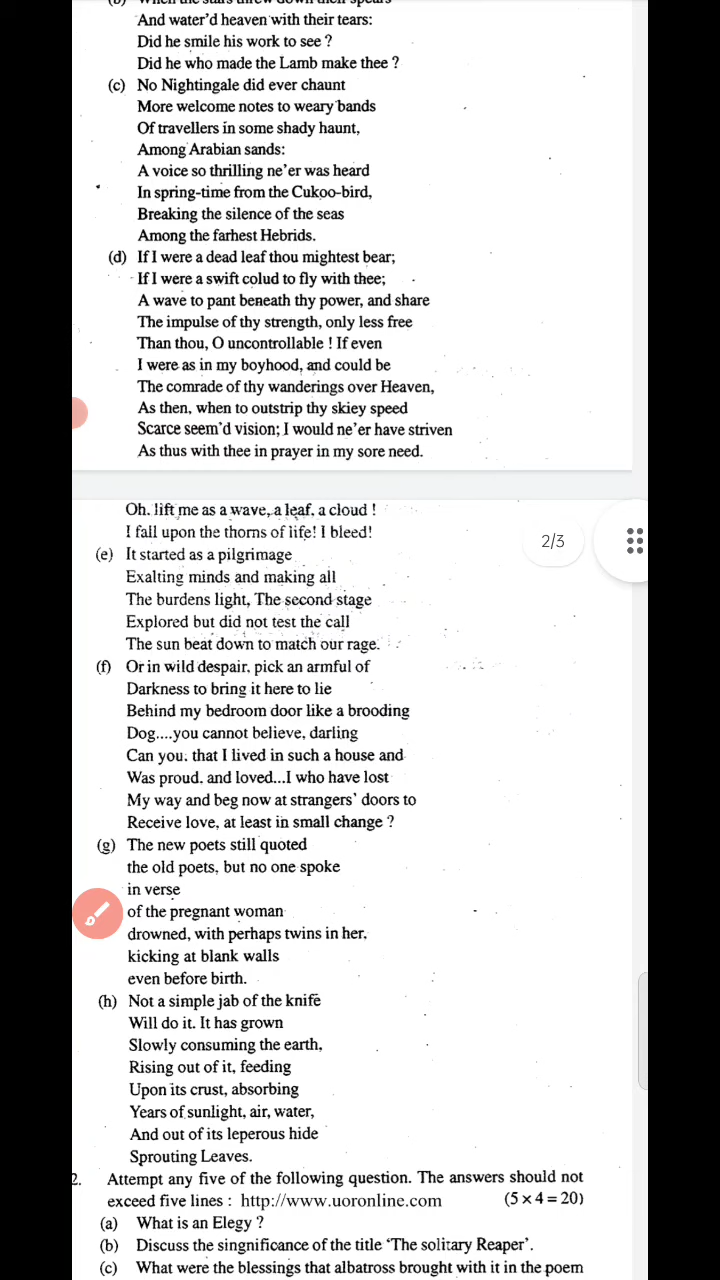 (b) When the stars threw down their spears
And water'd heaven with their tears:
Did he smile his work to see ?
Did he who made the Lamb make thee ?
(c) No Nightingale did ever chaunt
More welcome notes to weary bands
Of travellers in some shady haunt,
Among Arabian sands:
A voice so thrilling ne'er was heard
In spring-time from the Cukoo-bird,
Breaking the silence of the seas
Among the farhest Hebrids.
(d) If I were a dead leaf thou mightest bear;
If I were a swift colud to fly with thee;
A wave to pant beneath thy power, and share
The impulse of thy strength, only less free
Than thou, O uncontrollable ! If even
I were as in my boyhood, and could be
The comrade of thy wanderings over Heaven,
As then, when to outstrip thy skiey speed
Scarce seem'd vision; I would ne'er have striven
As thus with thee in prayer in my sore need.
Oh, lift me as a wave, a leaf, a cloud !
I fall upon the thorns of life! I bleed!
2/3
(e) It started as a pilgrimage
Exalting minds and making all
The burdens light, The second stage
Explored but did not test the call
The sun beat down to match our rage.
(f) Or in wild despair, pick an armful of
Darkness to bring it here to lie
Behind my bedroom door like a brooding
Dog....you cannot believe, darling
Can you, that I lived in such a house and
Was proud, and loved...I who have lost
My way and beg now at strangers' doors to
Receive love, at least in small change ?
(g) The new poets still quoted
the old poets, but no one spoke
in verse
of the pregnant woman
drowned, with perhaps twins in her,
kicking at blank walls
even before birth.
(h) Not a simple jab of the knife
Will do it. It has grown
Slowly consuming the earth,
Rising out of it, feeding
Upon its crust, absorbing
Years of sunlight, air, water,
And out of its leperous hide
Sprouting Leaves.
2. Attempt any five of the following question. The answers should not
exceed five lines : http://www.uoronline.com (5 x 4 = 20)
(a) What is an Elegy ?
(b) Discuss the singnificance of the title 'The solitary Reaper'.
(c) What were the blessings that albatross brought with it in the poem